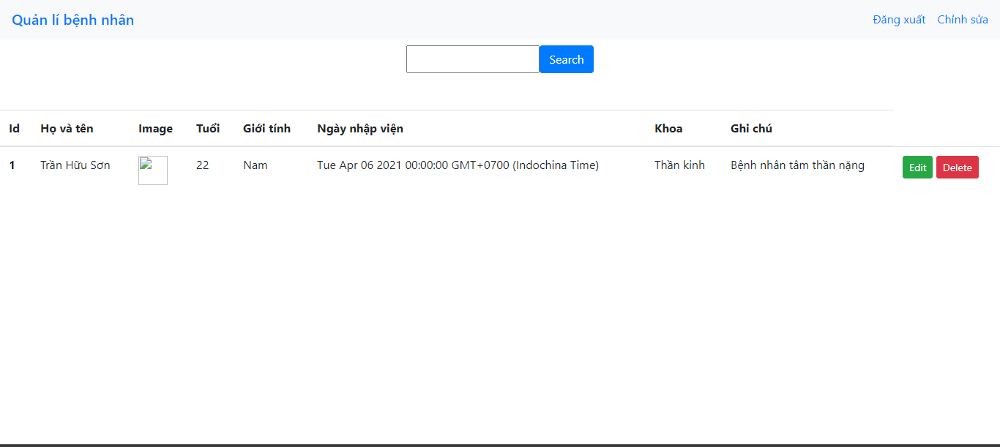 Quản lí bệnh nhân Đăng xuất Chỉnh sửa
Search
Id Họ và tên Image Tuổi Giới tính Ngày nhập viện Khoa Ghi chú
1 Trần Hữu Sơn 22 Nam Tue Apr 06 2021 00:00:00 GMT+0700 (Indochina Time) Thần kinh Bệnh nhân tâm thần nặng Edit Delete